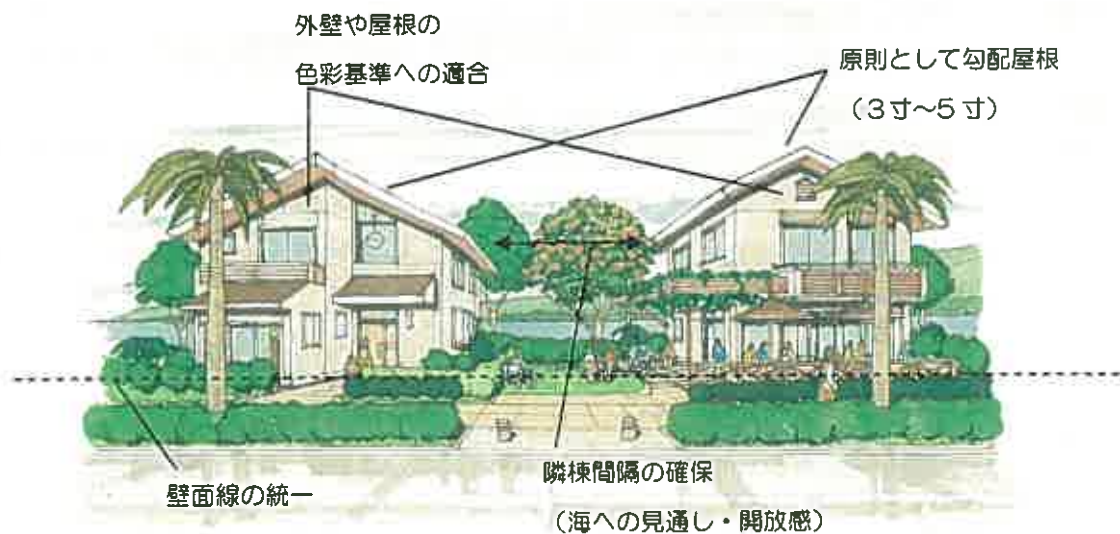 外壁や屋根の
色彩基準への適合
原則として勾配屋根
（3寸～5寸）
壁面線の統一
隣棟間隔の確保
（海への見通し・開放感）